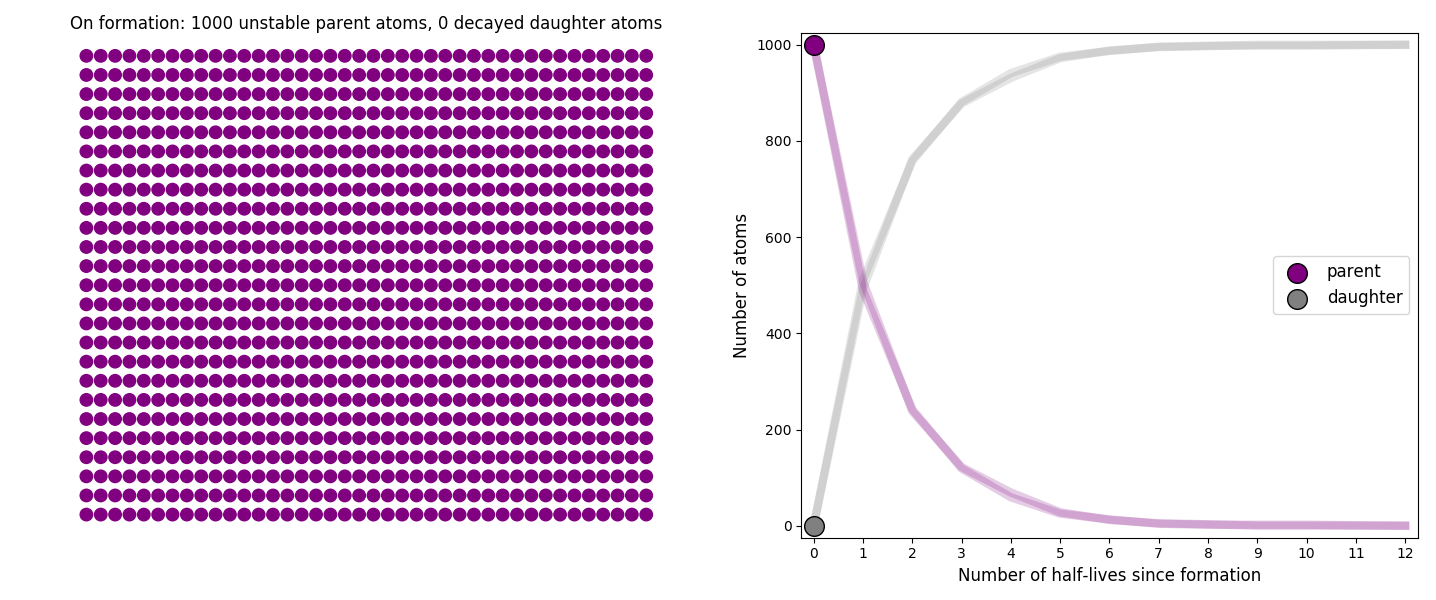 On formation: 1000 unstable parent atoms, 0 decayed daughter atoms
1000
800
600
400
200
0
Number of atoms
parent
daughter
0 1 2 3 4 5 6 7 8 9 10 11 12
Number of half-lives since formation